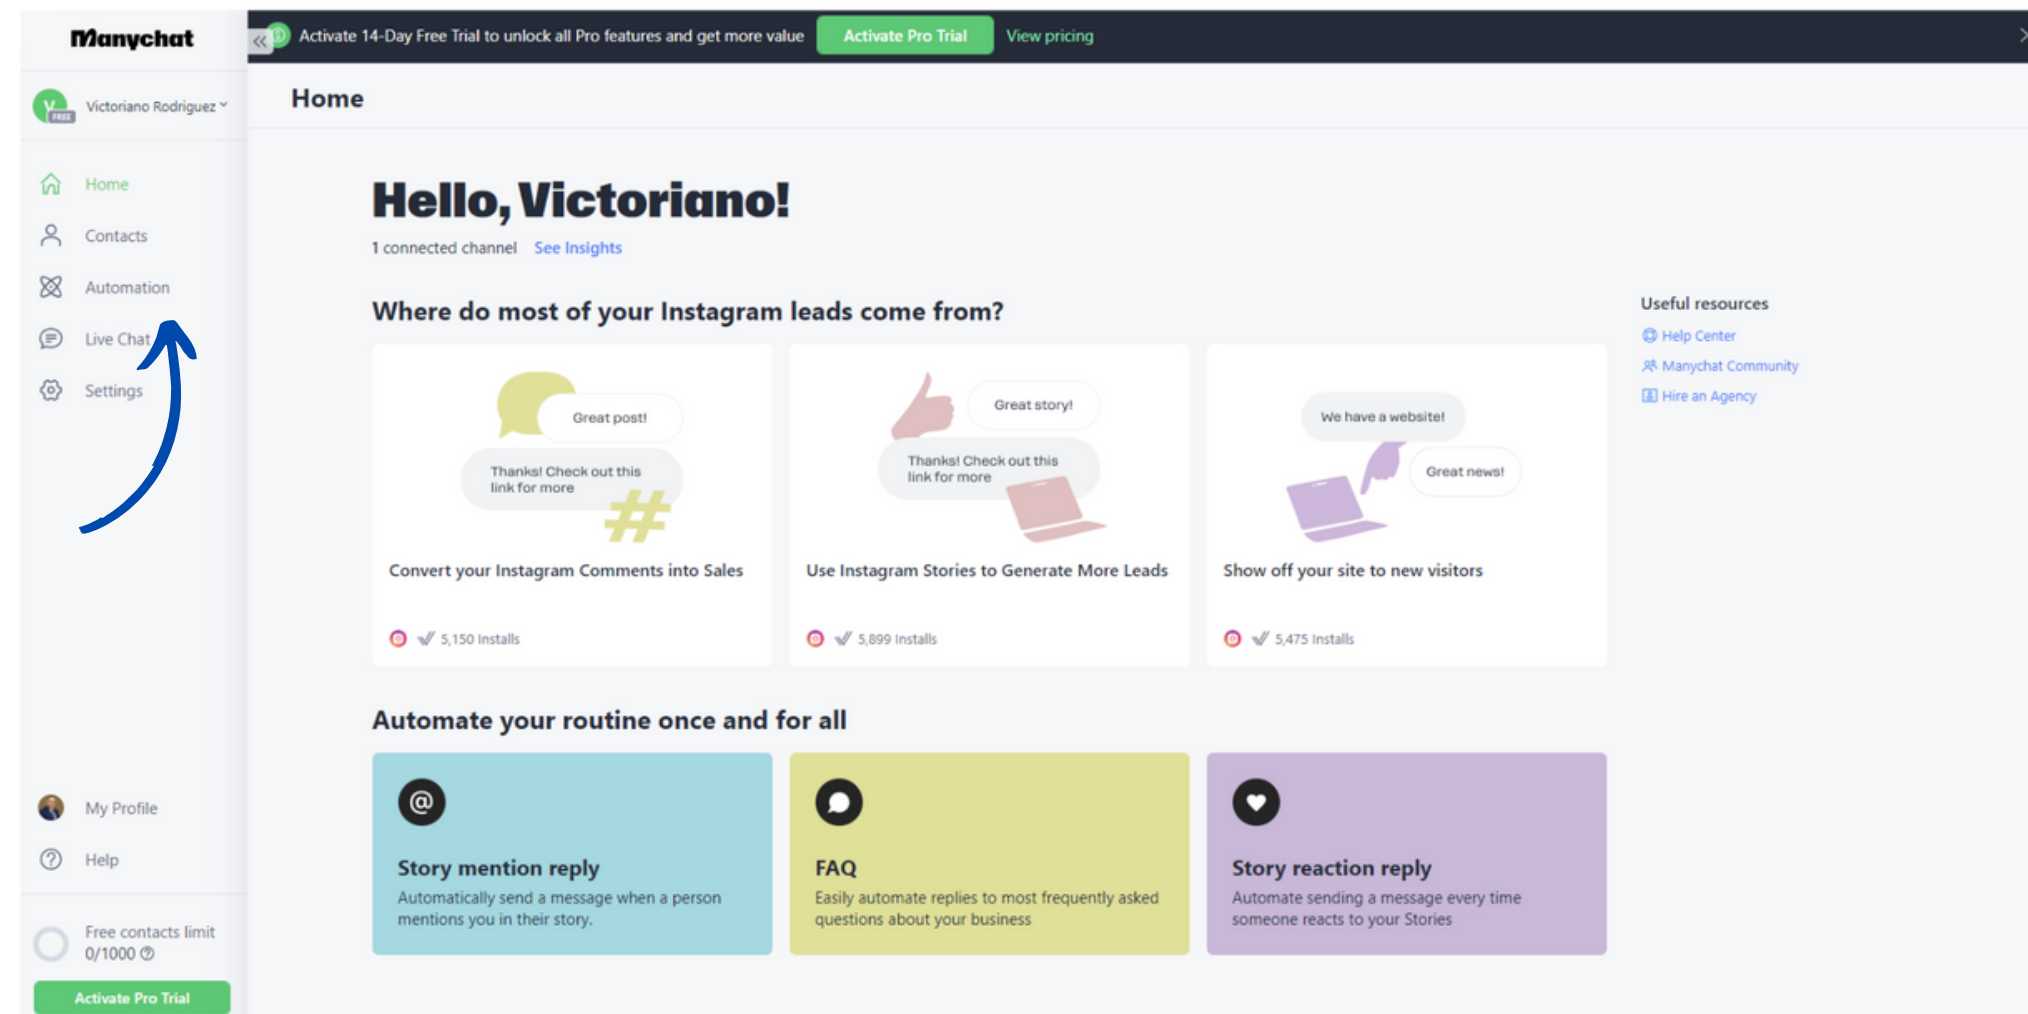 Manychat
Activate 14-Day Free Trial to unlock all Pro features and get more value
Activate Pro Trial
View pricing
V
FREE
Victoriano Rodriguez
Home
Home
Contacts
Automation
Live Chat
Settings
Hello, Victoriano!
1 connected channel See Insights
Where do most of your Instagram leads come from?
Great post!
Thanks! Check out this
link for more
#
Convert your Instagram Comments into Sales
5,150 Installs
Great story!
Thanks! Check out this
link for more
Use Instagram Stories to Generate More Leads
5,899 Installs
We have a website!
Great news!
Show off your site to new visitors
5,475 Installs
Useful resources
Help Center
Manychat Community
Hire an Agency
Automate your routine once and for all
@
Story mention reply
Automatically send a message when a person
mentions you in their story.
FAQ
Easily automate replies to most frequently asked
questions about your business
Story reaction reply
Automate sending a message every time
someone reacts to your Stories
My Profile
Help
Free contacts limit
0/1000
Activate Pro Trial